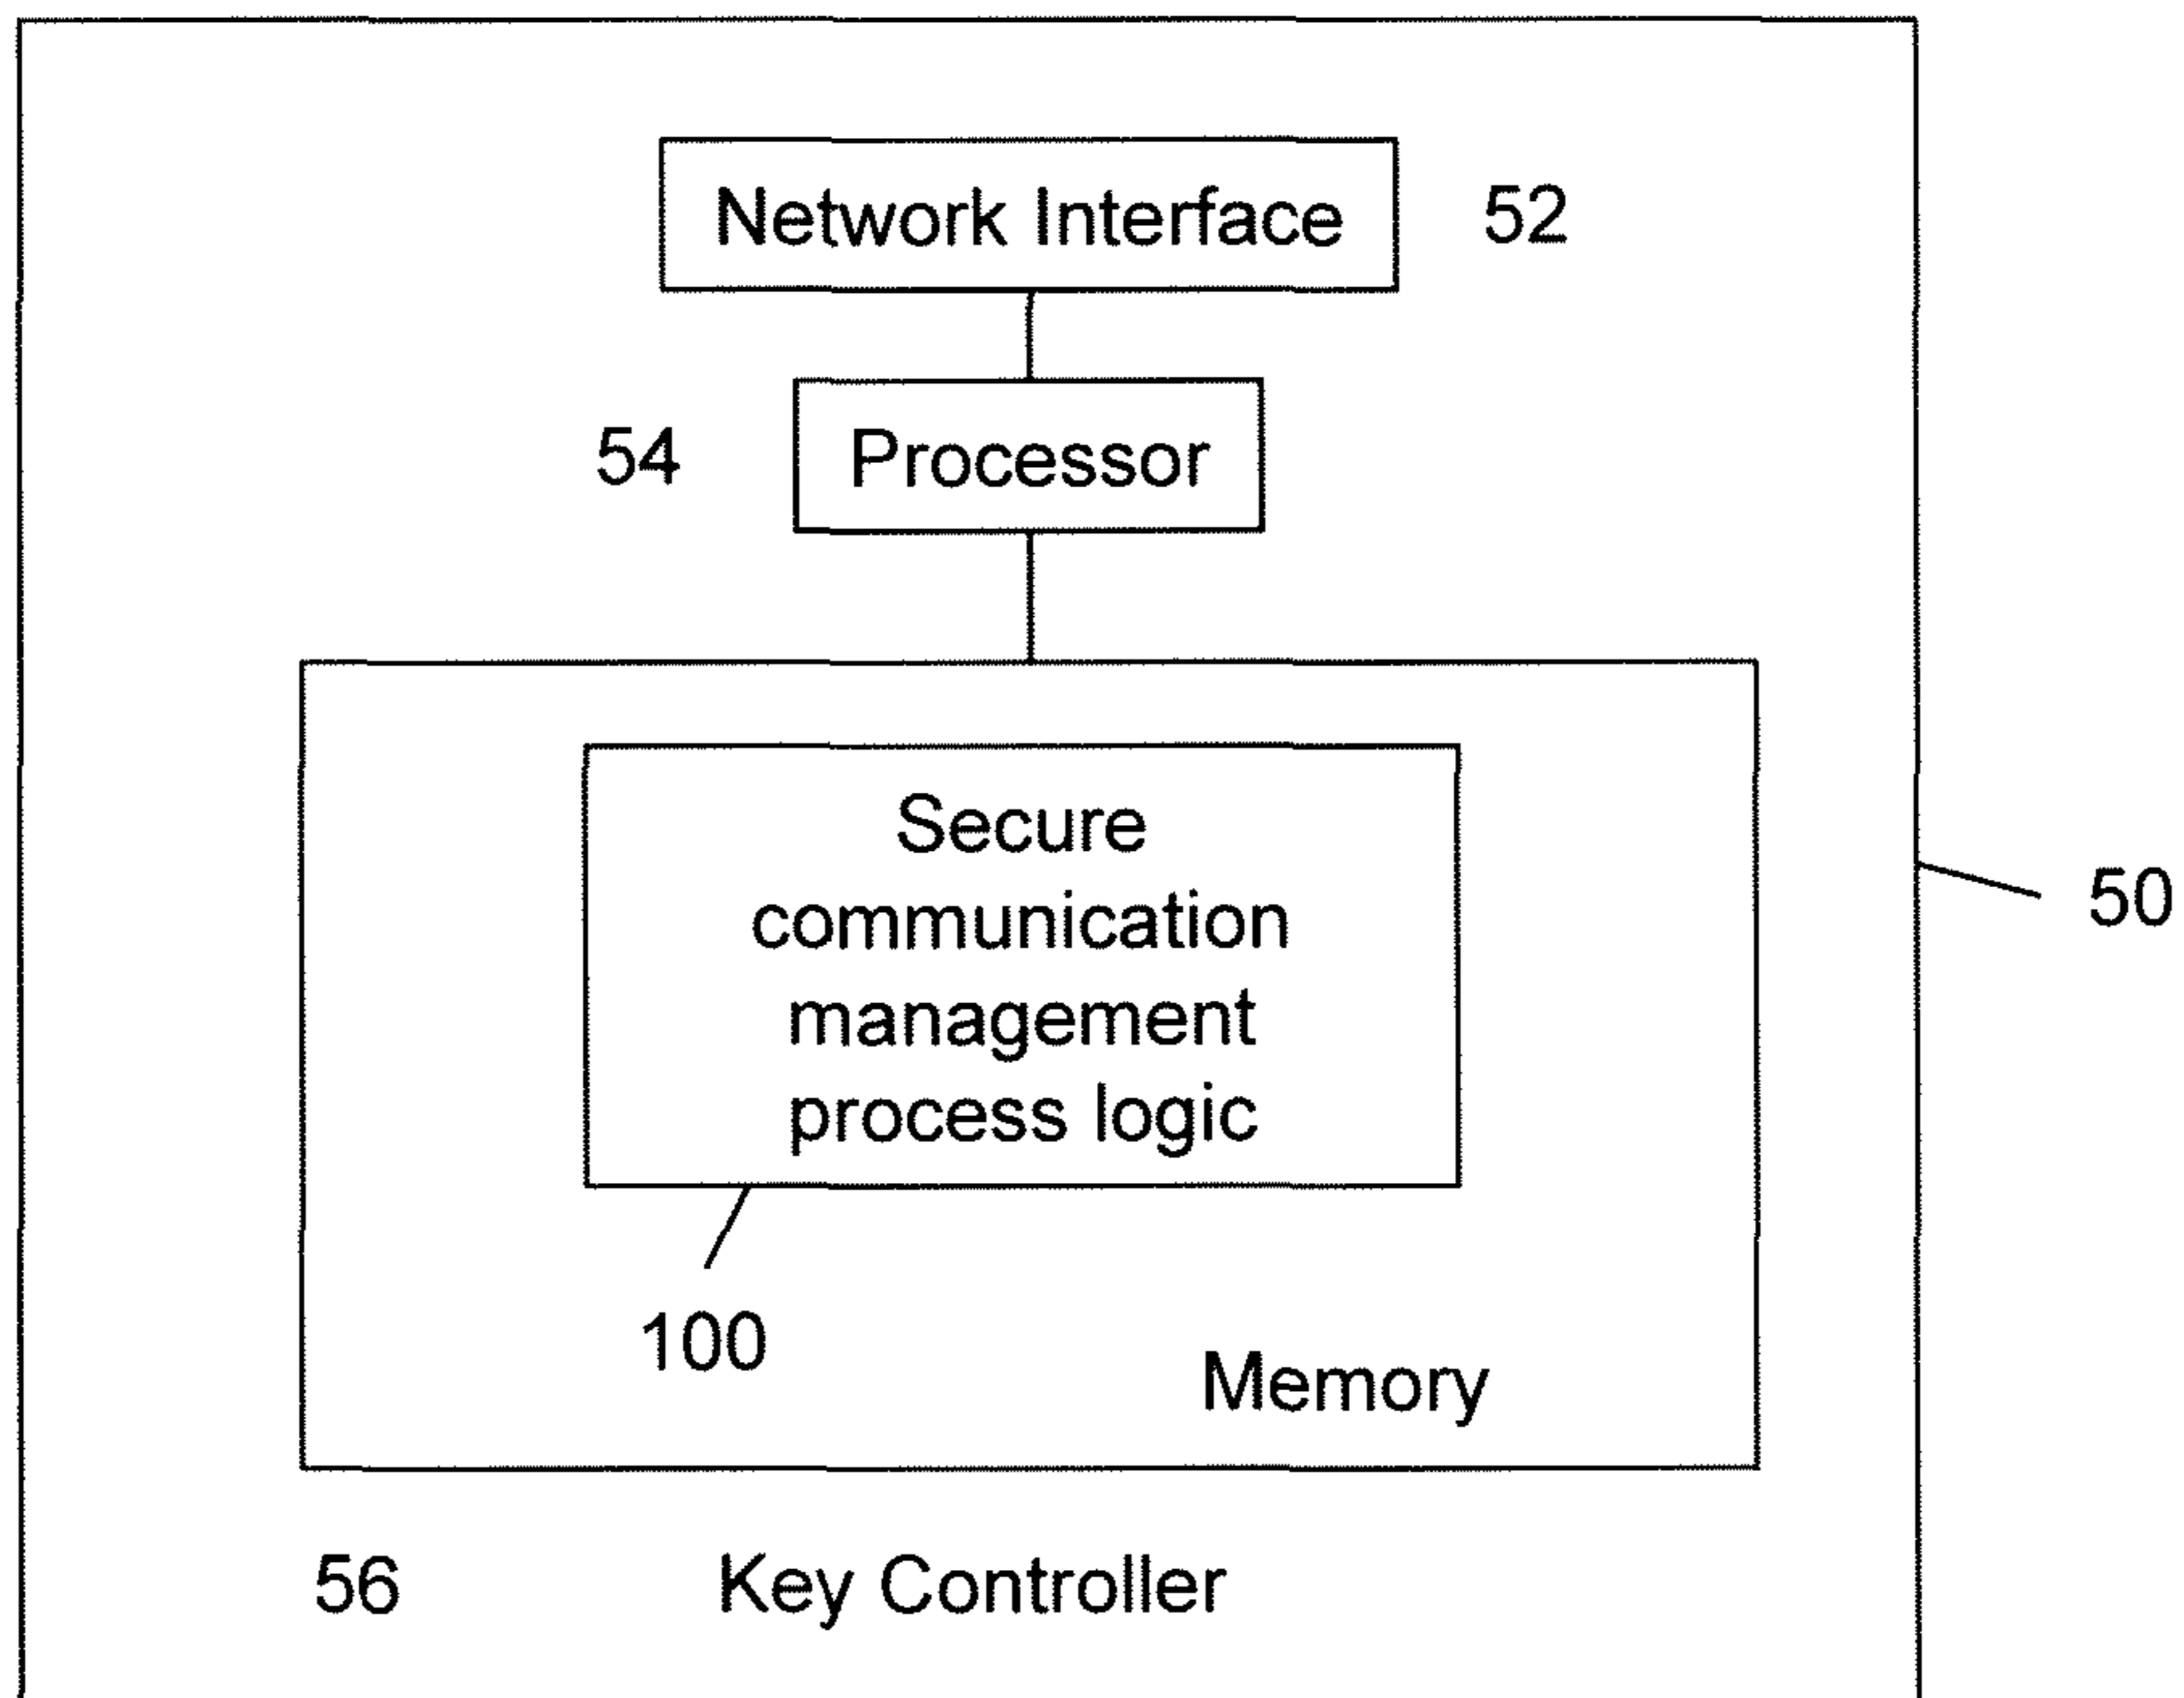 Network Interface
52
54
Processor
Secure
communication
management
process logic
50
100
Memory
56
Key Controller